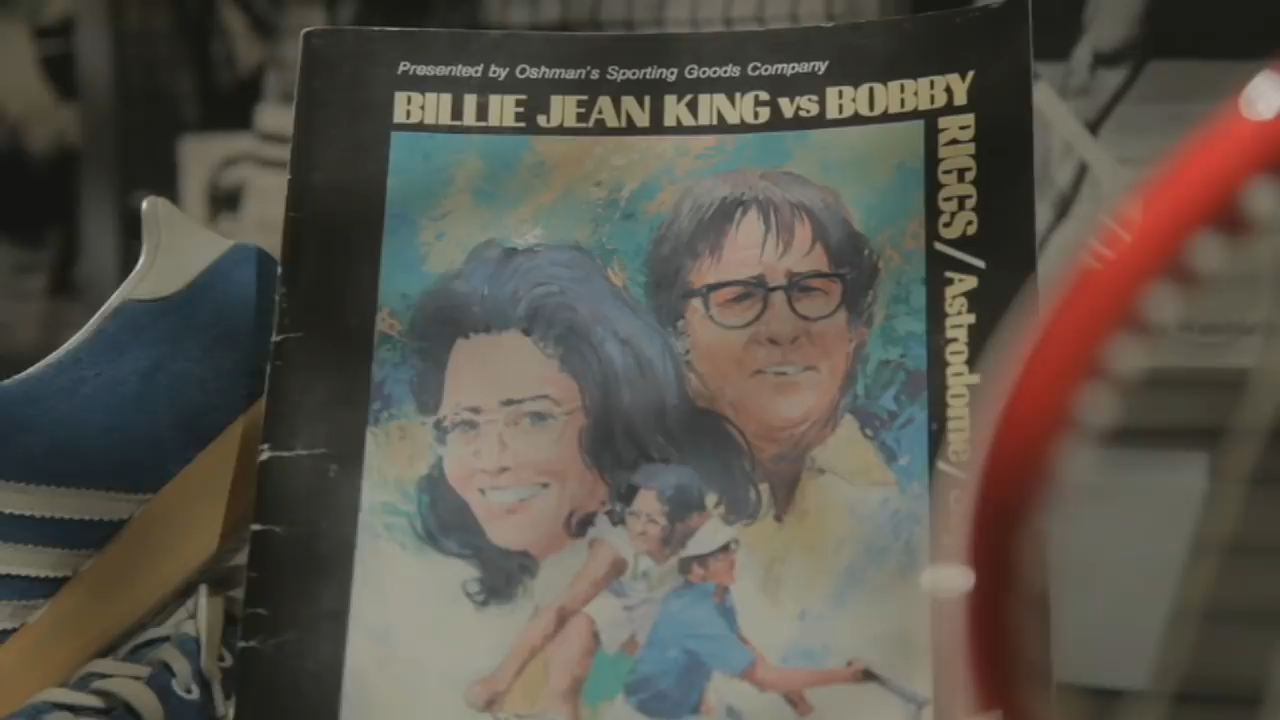 Presented by Oshman's Sporting Goods Company
BILLIE JEAN KING vs BOBBY
RIGGS/Astrodome/